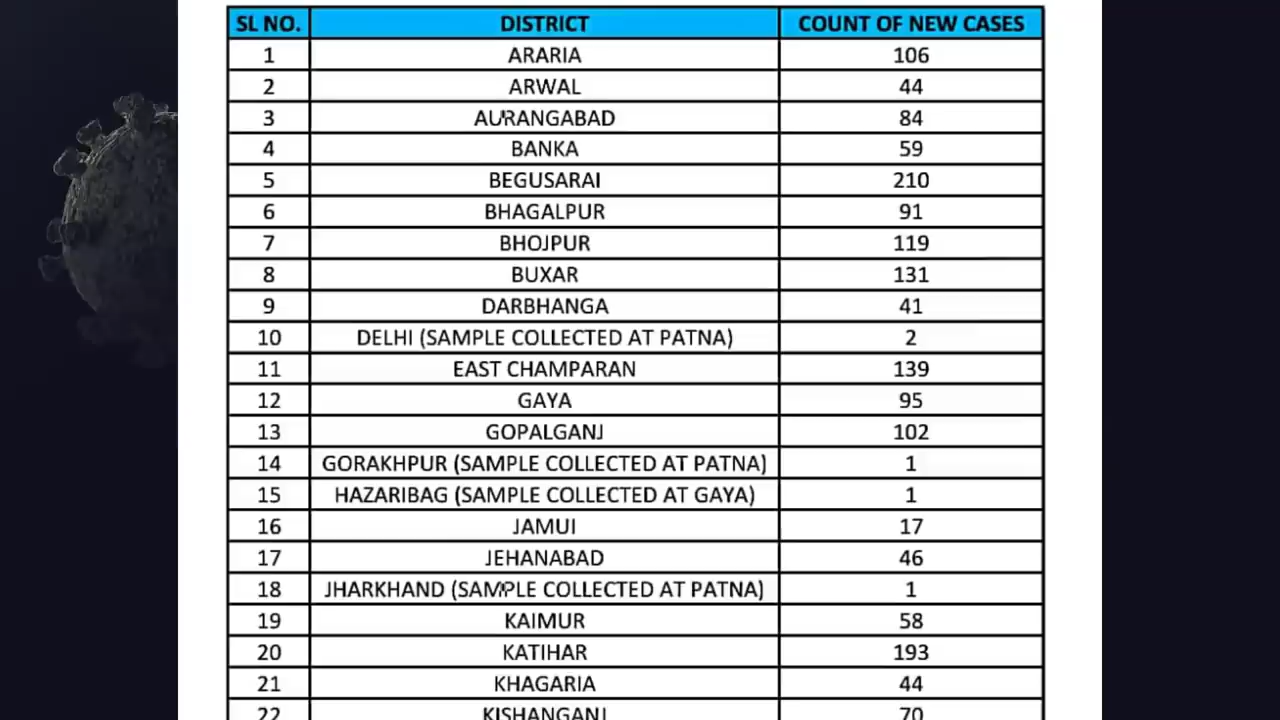 SL NO. DISTRICT COUNT OF NEW CASES
1 ARARIA 106
2 ARWAL 44
3 AURANGABAD 84
4 BANKA 59
5 BEGUSARAI 210
6 BHAGALPUR 91
7 BHOJPUR 119
8 BUXAR 131
9 DARBHANGA 41
10 DELHI (SAMPLE COLLECTED AT PATNA) 2
11 EAST CHAMPARAN 139
12 GAYA 95
13 GOPALGANJ 102
14 GORAKHPUR (SAMPLE COLLECTED AT PATNA) 1
15 HAZARIBAG (SAMPLE COLLECTED AT GAYA) 1
16 JAMUI 17
17 JEHANABAD 46
18 JHARKHAND (SAMPLE COLLECTED AT PATNA) 1
19 KAIMUR 58
20 KATIHAR 193
21 KHAGARIA 44
22 KISHANGANJ 70